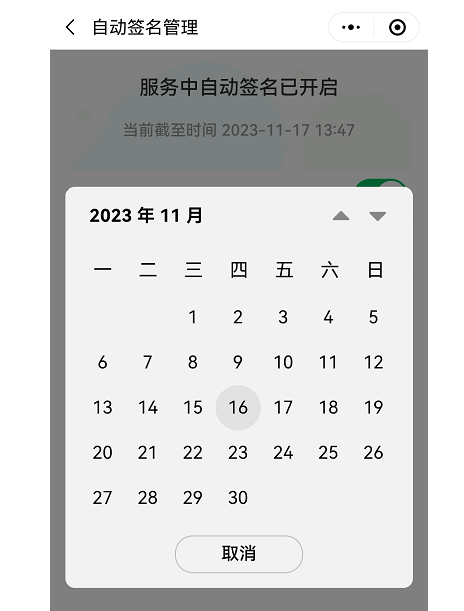 自动签名管理
服务中自动签名已开启
当前截至时间 2023-11-17 13:47
2023 年 11 月
一 二 三 四 五 六 日
1 2 3 4 5
6 7 8 9 10 11 12
13 14 15 16 17 18 19
20 21 22 23 24 25 26
27 28 29 30
取消